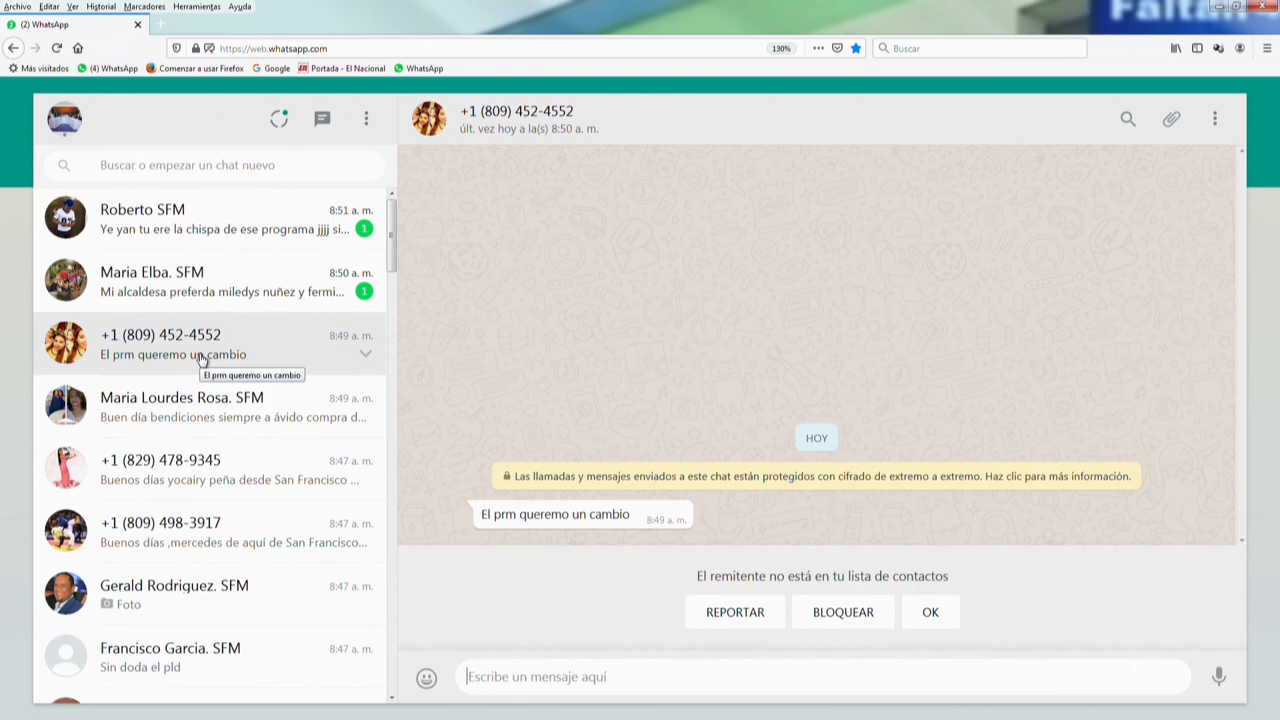 Archivo Editar Ver Historial Marcadores Herramientas Ayuda
Faltan
(2) WhatsApp
https://web.whatsapp.com
130%
Buscar
Más visitados (4) WhatsApp Comenzar a usar Firefox Google Portada - El Nacional WhatsApp
+1 (809) 452-4552
últ. vez hoy a la(s) 8:50 a. m.
Buscar o empezar un chat nuevo
Roberto SFM 8:51 a. m.
Ye yan tu ere la chispa de ese programa jjjj si... 1
Maria Elba. SFM 8:50 a. m.
Mi alcaldesa preferda miledys nuñez y fermi... 1
+1 (809) 452-4552 8:49 a. m.
El prm queremo un cambio
El prm queremo un cambio
Maria Lourdes Rosa. SFM 8:49 a. m.
Buen día bendiciones siempre a ávido compra d...
+1 (829) 478-9345 8:47 a. m.
Buenos días yocairy peña desde San Francisco ...
+1 (809) 498-3917 8:47 a. m.
Buenos días ,mercedes de aquí de San Francisco...
Gerald Rodriquez. SFM 8:47 a. m.
Foto
Francisco Garcia. SFM 8:47 a. m.
Sin doda el pld
HOY
Las llamadas y mensajes enviados a este chat están protegidos con cifrado de extremo a extremo. Haz clic para más información.
El prm queremo un cambio 8:49 a. m.
El remitente no está en tu lista de contactos
REPORTAR BLOQUEAR OK
Escribe un mensaje aquí